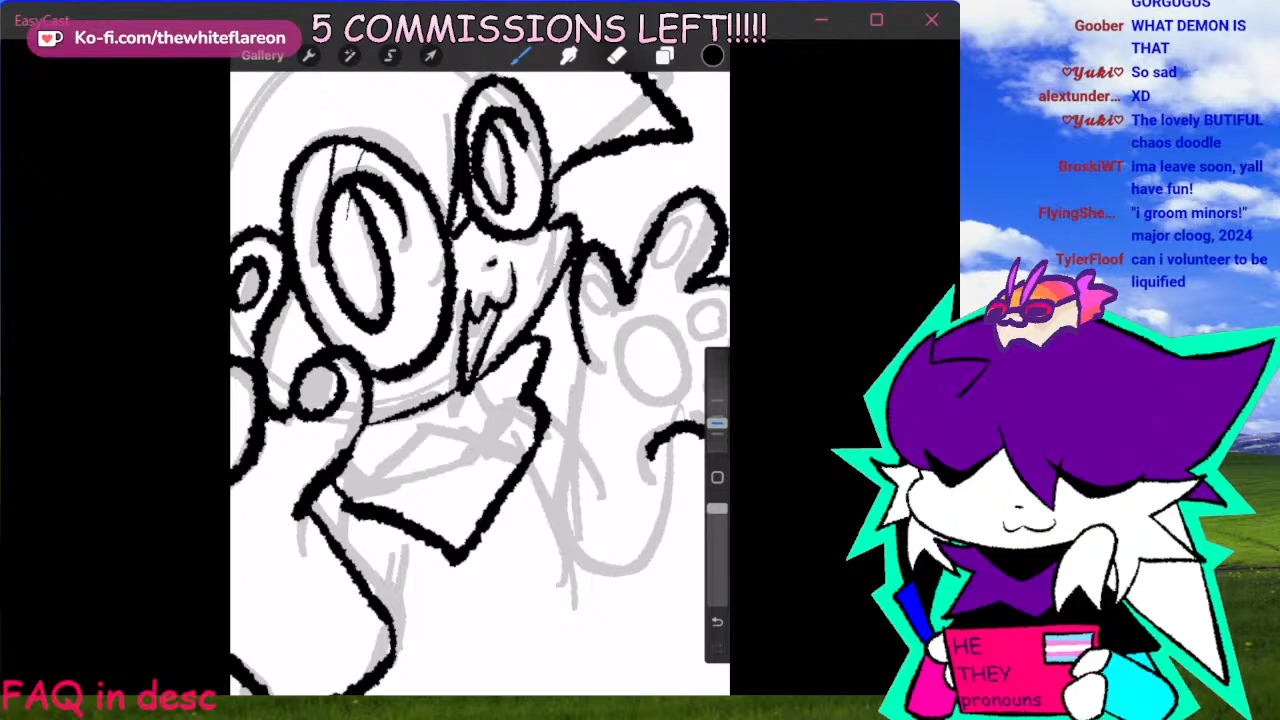 EasyCast
Ko-fi.com/thewhiteflareon
5 COMMISSIONS LEFT!!!!!
Gallery
GORGOGUS
Goober WHAT DEMON IS
THAT
♡𝒴𝓊𝓀𝒾♡ So sad
alextunder... XD
♡𝒴𝓊𝓀𝒾♡ The lovely BUTIFUL
chaos doodle
BroskiWT ima leave soon, yall
have fun!
FlyingShe... "i groom minors!"
major cloog, 2024
TylerFloof can i volunteer to be
liquified
HE
THEY
pronouns
FAQ in desc